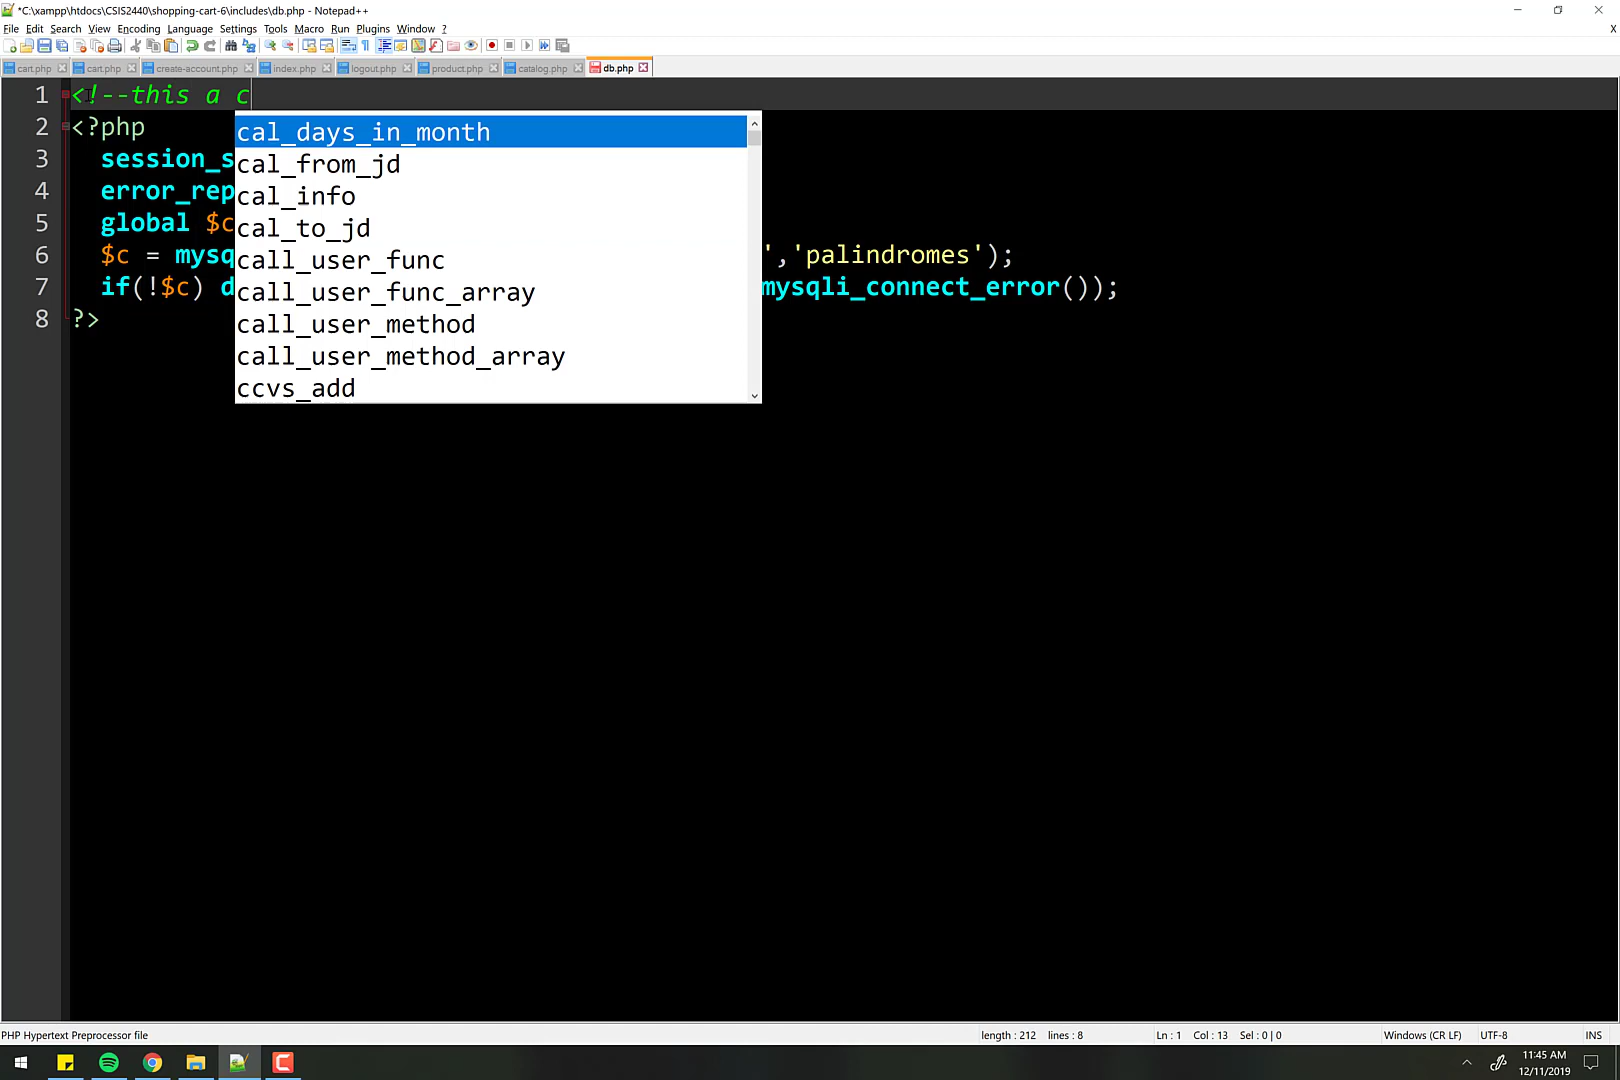 *C:\xampp\htdocs\CSIS2440\shopping-cart-6\includes\db.php - Notepad++
File Edit Search View Encoding Language Settings Tools Macro Run Plugins Window ? X
cart.php cart.php create-account.php index.php logout.php product.php catalog.php db.php
1 <!--this a c
2 <?php
cal_days_in_month
3 session_s
cal_from_jd
4 error_rep
cal_info
5 global $c
cal_to_jd
6 $c = mysq
call_user_func
','palindromes');
7 if(!$c) d
call_user_func_array
mysqli_connect_error());
8 ?>
call_user_method
call_user_method_array
ccvs_add
PHP Hypertext Preprocessor file length : 212 lines : 8 Ln : 1 Col : 13 Sel : 0 | 0 Windows (CR LF) UTF-8 INS
11:45 AM
12/11/2019